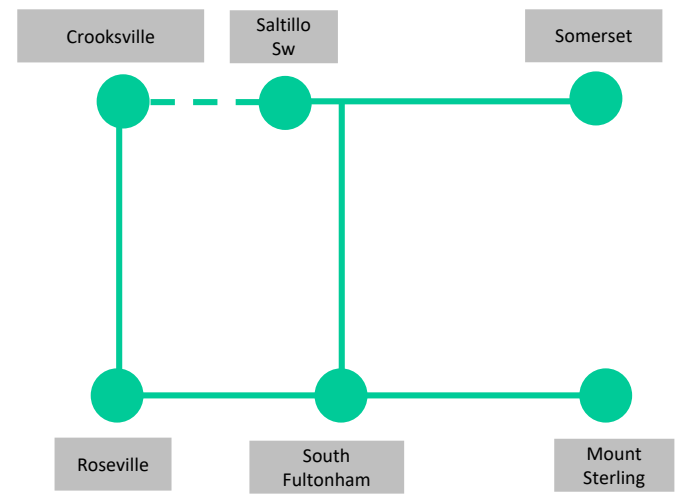 Crooksville
Saltillo
Sw
Somerset
Roseville
South
Fultonham
Mount
Sterling